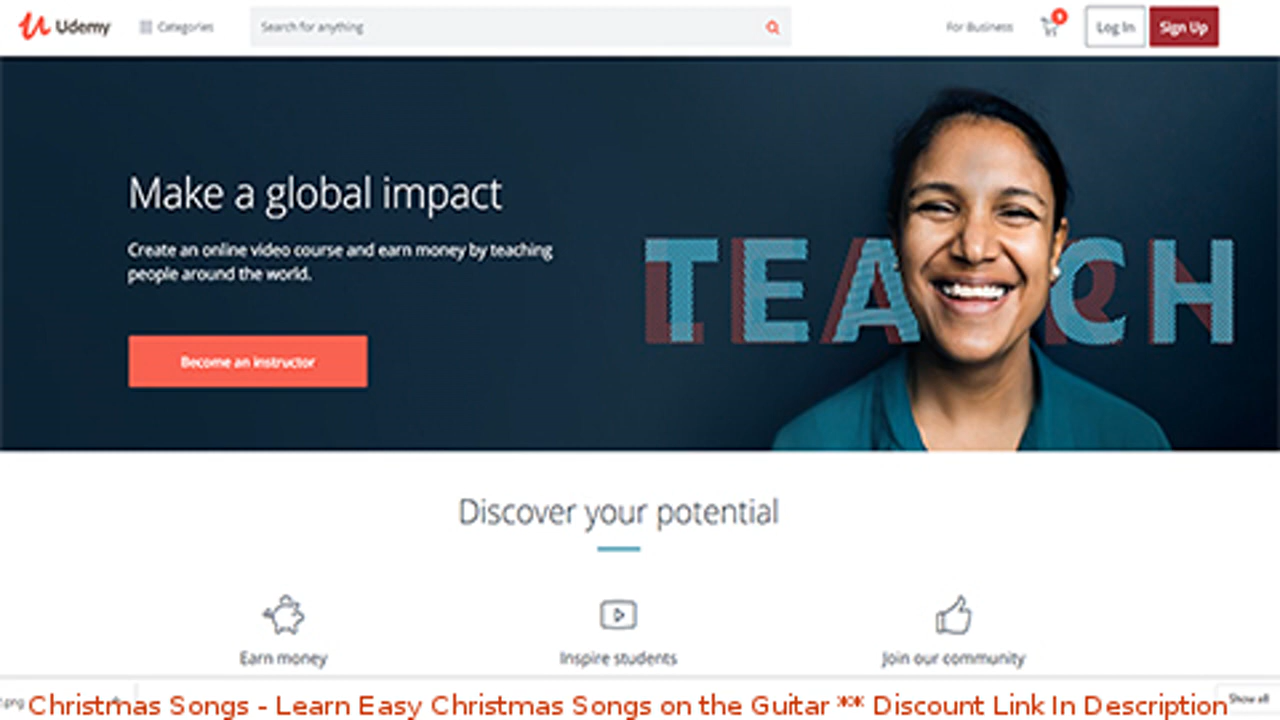 Udemy Categories Search for anything For Business Log In Sign Up
Make a global impact
Create an online video course and earn money by teaching
people around the world.
TEACH
Become an instructor
Discover your potential
Earn money Inspire students Join our community
Show all
Christmas Songs - Learn Easy Christmas Songs on the Guitar ** Discount Link In Description